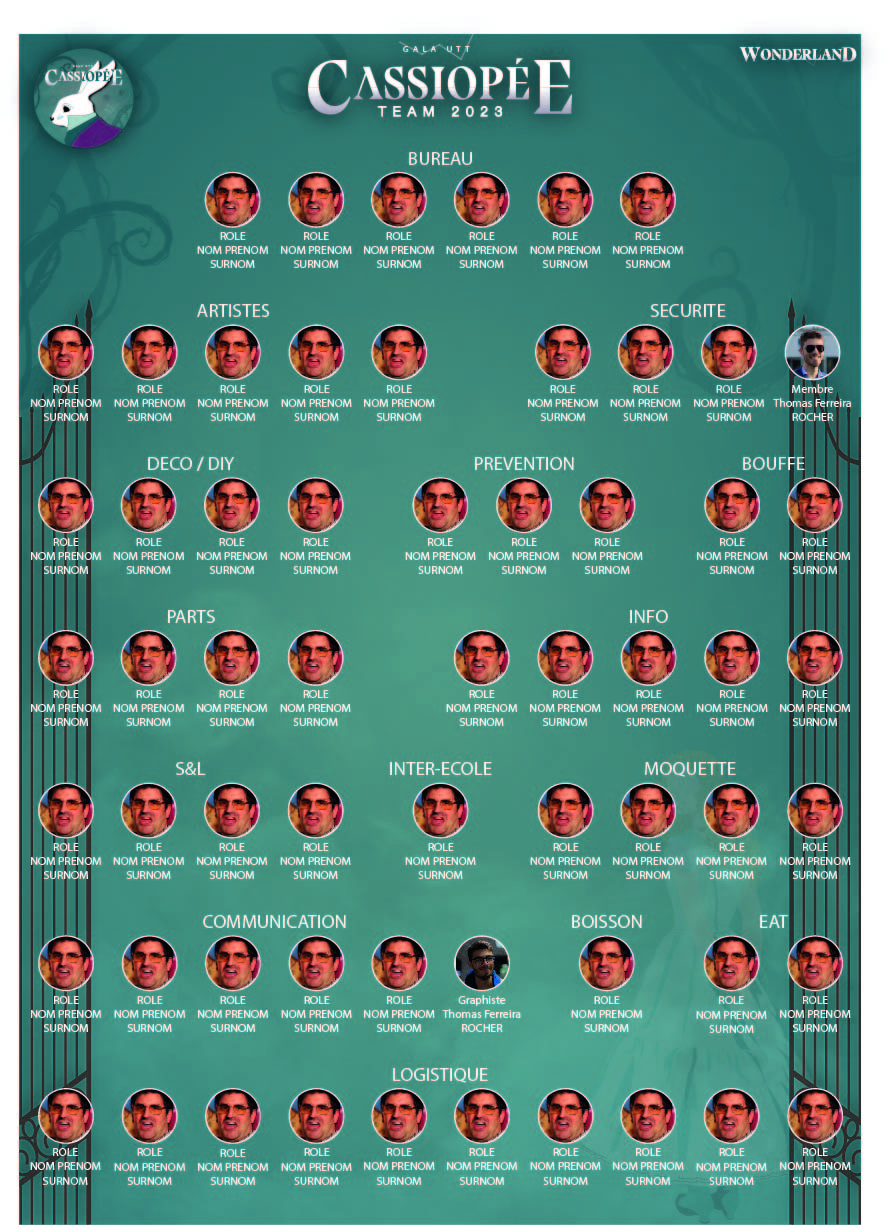 GALA UTT
CASSIOPÉE
TEAM 2023
WONDERLAND
CASSIOPÉE
BUREAU
ROLE ROLE ROLE ROLE ROLE ROLE
NOM PRENOM NOM PRENOM NOM PRENOM NOM PRENOM NOM PRENOM NOM PRENOM
SURNOM SURNOM SURNOM SURNOM SURNOM SURNOM
ARTISTES SECURITE
ROLE ROLE ROLE ROLE ROLE ROLE ROLE ROLE Membre
NOM PRENOM NOM PRENOM NOM PRENOM NOM PRENOM NOM PRENOM NOM PRENOM NOM PRENOM NOM PRENOM Thomas Ferreira
SURNOM SURNOM SURNOM SURNOM SURNOM SURNOM SURNOM SURNOM ROCHER
DECO / DIY PREVENTION BOUFFE
ROLE ROLE ROLE ROLE ROLE ROLE ROLE ROLE ROLE
NOM PRENOM NOM PRENOM NOM PRENOM NOM PRENOM NOM PRENOM NOM PRENOM NOM PRENOM NOM PRENOM NOM PRENOM
SURNOM SURNOM SURNOM SURNOM SURNOM SURNOM SURNOM SURNOM SURNOM
PARTS INFO
ROLE ROLE ROLE ROLE ROLE ROLE ROLE ROLE ROLE
NOM PRENOM NOM PRENOM NOM PRENOM NOM PRENOM NOM PRENOM NOM PRENOM NOM PRENOM NOM PRENOM NOM PRENOM
SURNOM SURNOM SURNOM SURNOM SURNOM SURNOM SURNOM SURNOM SURNOM
S&L INTER-ECOLE MOQUETTE
ROLE ROLE ROLE ROLE ROLE ROLE ROLE ROLE ROLE
NOM PRENOM NOM PRENOM NOM PRENOM NOM PRENOM NOM PRENOM NOM PRENOM NOM PRENOM NOM PRENOM NOM PRENOM
SURNOM SURNOM SURNOM SURNOM SURNOM SURNOM SURNOM SURNOM SURNOM
COMMUNICATION BOISSON EAT
ROLE ROLE ROLE ROLE ROLE Graphiste ROLE ROLE ROLE
NOM PRENOM NOM PRENOM NOM PRENOM NOM PRENOM NOM PRENOM Thomas Ferreira NOM PRENOM NOM PRENOM NOM PRENOM
SURNOM SURNOM SURNOM SURNOM SURNOM ROCHER SURNOM SURNOM SURNOM
LOGISTIQUE
ROLE ROLE ROLE ROLE ROLE ROLE ROLE ROLE ROLE ROLE
NOM PRENOM NOM PRENOM NOM PRENOM NOM PRENOM NOM PRENOM NOM PRENOM NOM PRENOM NOM PRENOM NOM PRENOM NOM PRENOM
SURNOM SURNOM SURNOM SURNOM SURNOM SURNOM SURNOM SURNOM SURNOM SURNOM